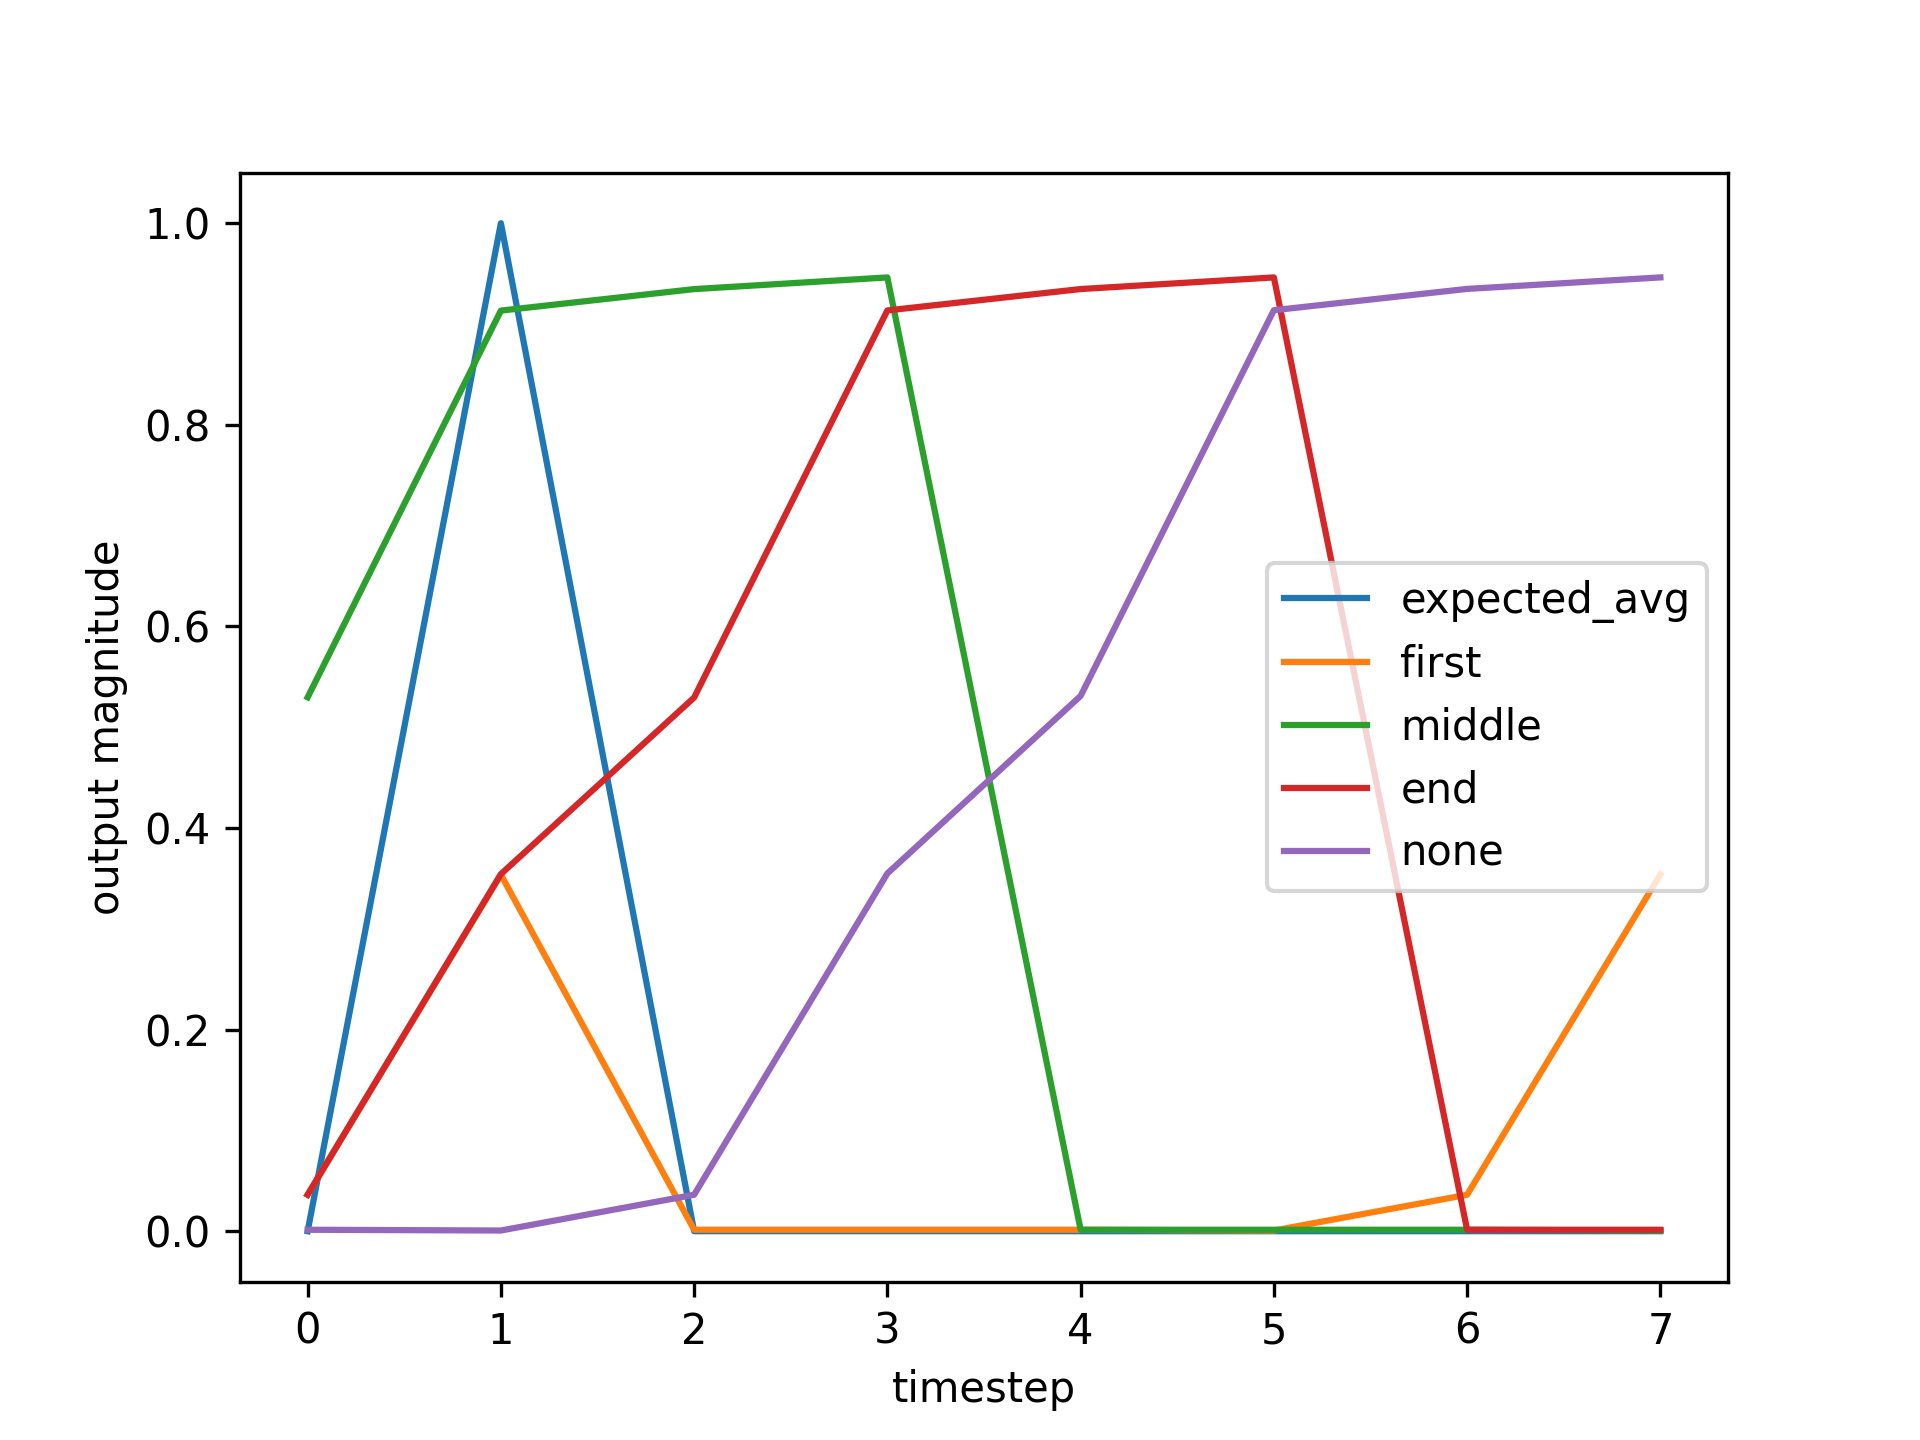 1.0
0.8
0.6
0.4
0.2
0.0
output magnitude
expected_avg
first
middle
end
none
0 1 2 3 4 5 6 7
timestep